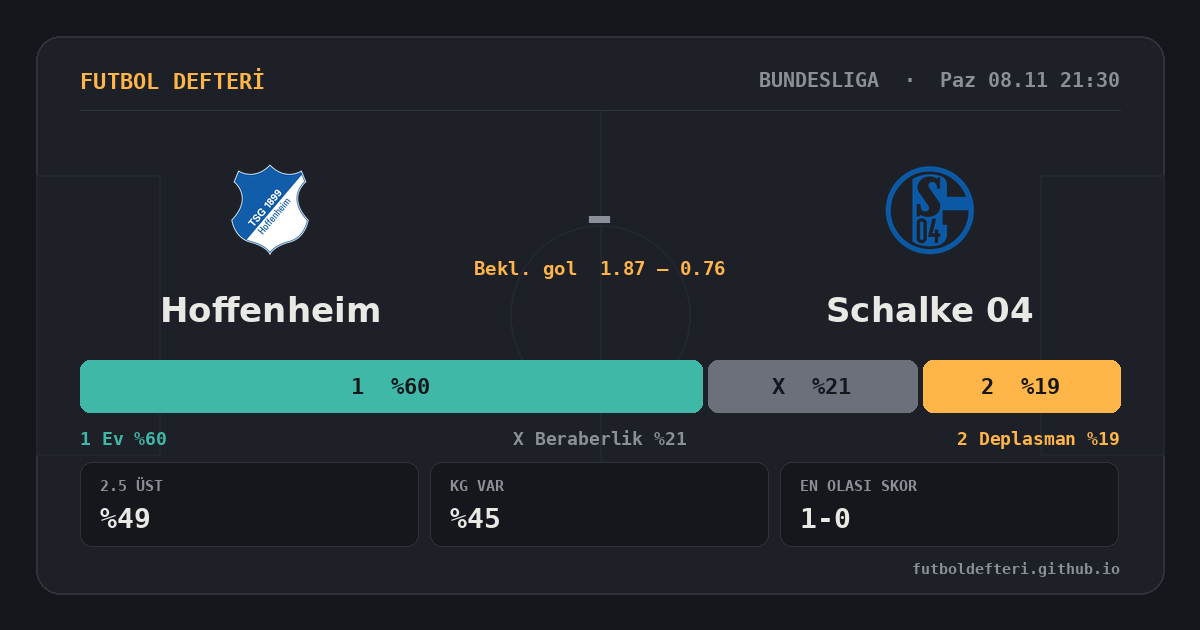 FUTBOL DEFTERİ
BUNDESLIGA · Paz 08.11 21:30
TSG 1899
Hoffenheim
S
04
–
Bekl. gol 1.87 — 0.76
Hoffenheim
Schalke 04
1 %60
X %21
2 %19
1 Ev %60
X Beraberlik %21
2 Deplasman %19
2.5 ÜST
%49
KG VAR
%45
EN OLASI SKOR
1-0
futboldefteri.github.io